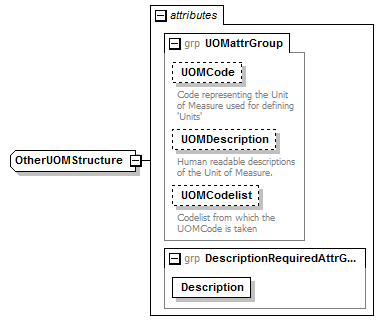 attributes
grp UOMattrGroup
UOMCode
Code representing the Unit
of Measure used for defining
'Units'
UOMDescription
Human readable descriptions
of the Unit of Measure.
OtherUOMStructure
UOMCodelist
Codelist from which the
UOMCode is taken
grp DescriptionRequiredAttrG...
Description